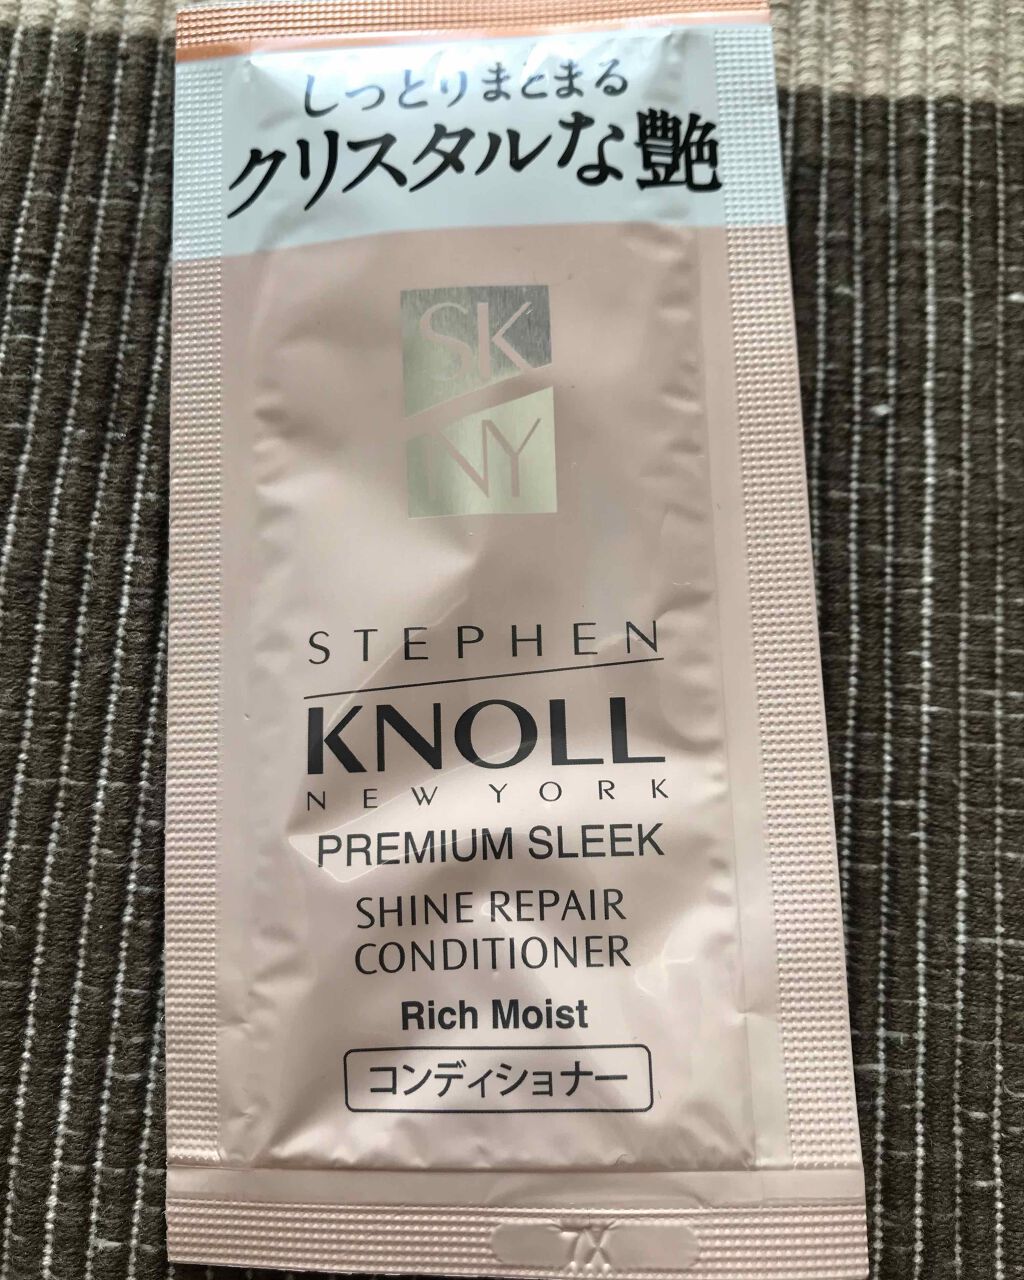 しっとりまとまる
クリスタルな艶
SK
NY
STEPHEN
KNOLL
NEW YORK
PREMIUM SLEEK
SHINE REPAIR
CONDITIONER
Rich Moist
コンディショナー